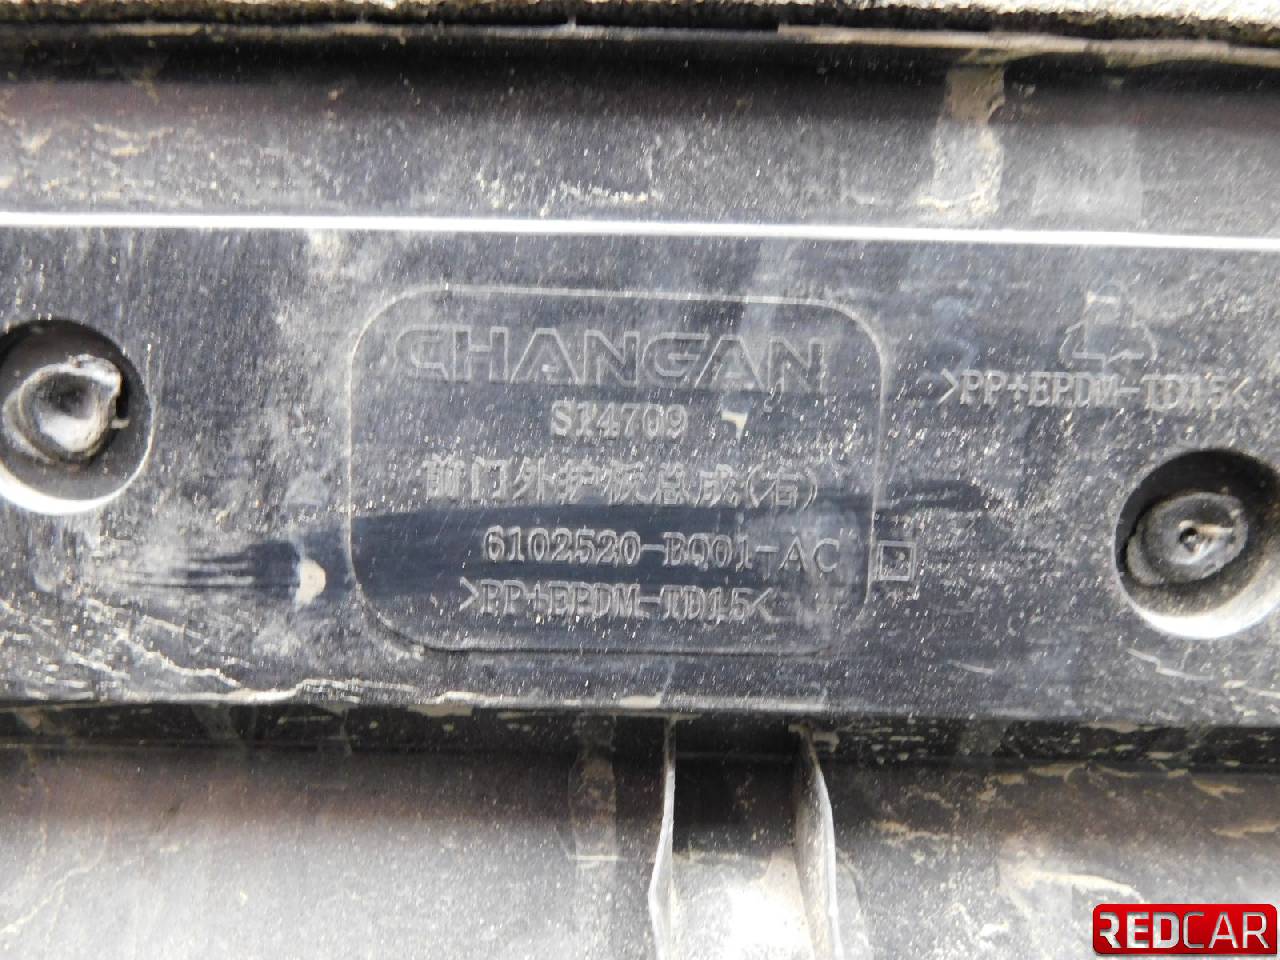 CHANGAN
S14709
前门外护板总成(右)
6102520-BQ01-AC
>PP+EPDM-TD15<
>PP+EPDM-TD15<
REDCAR